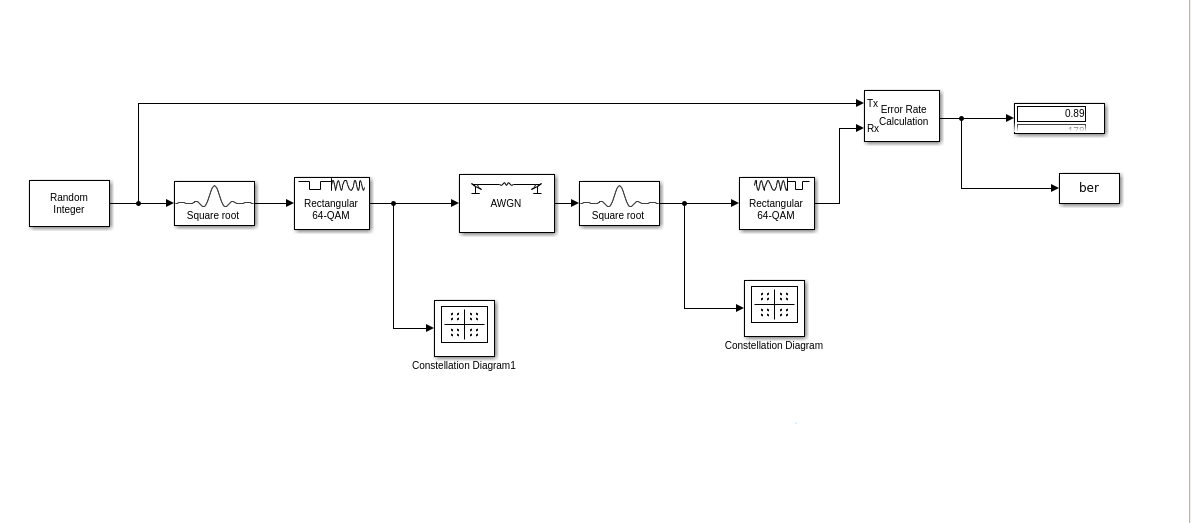 Tx
Error Rate
Calculation
Rx
0.89
Random
Integer
Square root
Rectangular
64-QAM
AWGN
Square root
Rectangular
64-QAM
ber
Constellation Diagram1
Constellation Diagram